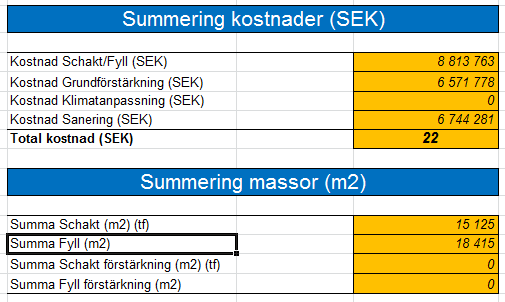 Summering kostnader (SEK)
Kostnad Schakt/Fyll (SEK) 8 813 763
Kostnad Grundförstärkning (SEK) 6 571 778
Kostnad Klimatanpassning (SEK) 0
Kostnad Sanering (SEK) 6 744 281
Total kostnad (SEK) 22
Summering massor (m2)
Summa Schakt (m2) (tf) 15 125
Summa Fyll (m2) 18 415
Summa Schakt förstärkning (m2) (tf) 0
Summa Fyll förstärkning (m2) 0